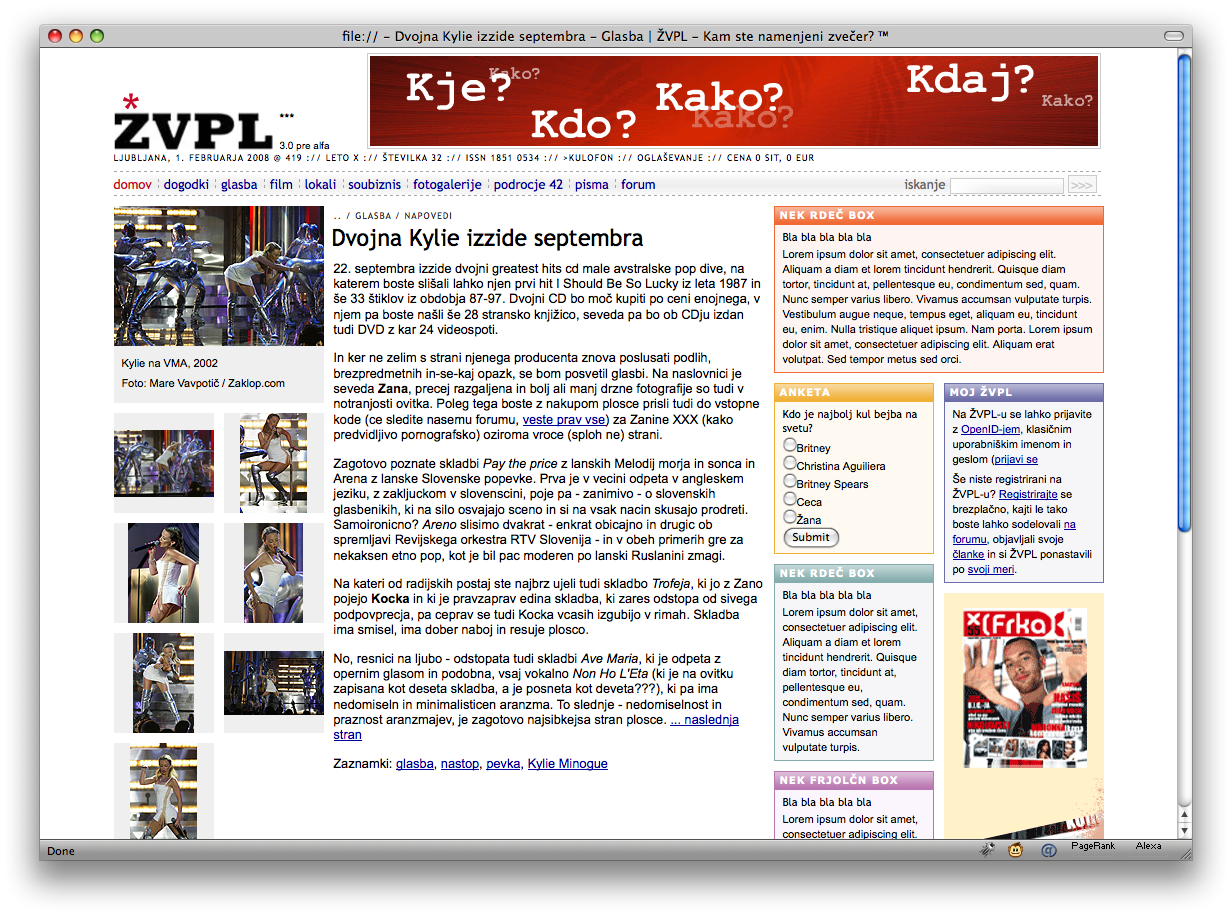 file:// - Dvojna Kylie izzide septembra - Glasba | ŽVPL - Kam ste namenjeni zvečer? ™
Kje? Kako? Kdo? Kako? Kako? Kdaj? Kako?
*
ŽVPL *** 3.0 pre alfa
LJUBLJANA, 1. FEBRUARJA 2008 @ 419 :// LETO X :// ŠTEVILKA 32 :// ISSN 1851 0534 :// >KULOFON :// OGLAŠEVANJE :// CENA 0 SIT, 0 EUR
domov dogodki glasba film lokali soubiznis fotogalerije podrocje 42 pisma forum iskanje >>>
Kylie na VMA, 2002
Foto: Mare Vavpotič / Zaklop.com
.. / GLASBA / NAPOVEDI
Dvojna Kylie izzide septembra
22. septembra izzide dvojni greatest hits cd male avstralske pop dive, na
katerem boste slišali lahko njen prvi hit I Should Be So Lucky iz leta 1987 in
še 33 štiklov iz obdobja 87-97. Dvojni CD bo moč kupiti po ceni enojnega, v
njem pa boste našli še 28 stransko knjižico, seveda pa bo ob CDju izdan
tudi DVD z kar 24 videospoti.
In ker ne zelim s strani njenega producenta znova poslusati podlih,
brezpredmetnih in-se-kaj opazk, se bom posvetil glasbi. Na naslovnici je
seveda Zana, precej razgaljena in bolj ali manj drzne fotografije so tudi v
notranjosti ovitka. Poleg tega boste z nakupom plosce prisli tudi do vstopne
kode (ce sledite nasemu forumu, veste prav vse) za Zanine XXX (kako
predvidljivo pornografsko) oziroma vroce (sploh ne) strani.
Zagotovo poznate skladbi Pay the price z lanskih Melodij morja in sonca in
Arena z lanske Slovenske popevke. Prva je v vecini odpeta v angleskem
jeziku, z zakljuckom v slovenscini, poje pa - zanimivo - o slovenskih
glasbenikih, ki na silo osvajajo sceno in si na vsak nacin skusajo prodreti.
Samoironicno? Areno slisimo dvakrat - enkrat obicajno in drugic ob
spremljavi Revijskega orkestra RTV Slovenija - in v obeh primerih gre za
nekaksen etno pop, kot je bil pac moderen po lanski Ruslanini zmagi.
Na kateri od radijskih postaj ste najbrz ujeli tudi skladbo Trofeja, ki jo z Zano
pojejo Kocka in ki je pravzaprav edina skladba, ki zares odstopa od sivega
podpovprecja, pa ceprav se tudi Kocka vcasih izgubijo v rimah. Skladba
ima smisel, ima dober naboj in resuje plosco.
No, resnici na ljubo - odstopata tudi skladbi Ave Maria, ki je odpeta z
opernim glasom in podobna, vsaj vokalno Non Ho L'Eta (ki je na ovitku
zapisana kot deseta skladba, a je posneta kot deveta???), ki pa ima
nedomiseln in minimalisticen aranzma. To slednje - nedomiselnost in
praznost aranzmajev, je zagotovo najsibkejsa stran plosce. ... naslednja
stran
Zaznamki: glasba, nastop, pevka, Kylie Minogue
NEK RDEČ BOX
Bla bla bla bla bla
Lorem ipsum dolor sit amet, consectetuer adipiscing elit.
Aliquam a diam et lorem tincidunt hendrerit. Quisque diam
tortor, tincidunt at, pellentesque eu, condimentum sed, quam.
Nunc semper varius libero. Vivamus accumsan vulputate turpis.
Vestibulum augue neque, tempus eget, aliquam eu, tincidunt
eu, enim. Nulla tristique aliquet ipsum. Nam porta. Lorem ipsum
dolor sit amet, consectetuer adipiscing elit. Aliquam erat
volutpat. Sed tempor metus sed orci.
ANKETA
Kdo je najbolj kul bejba na
svetu?
Britney
Christina Aguiliera
Britney Spears
Ceca
Žana
Submit
MOJ ŽVPL
Na ŽVPL-u se lahko prijavite
z OpenID-jem, klasičnim
uporabniškim imenom in
geslom (prijavi se
Še niste registrirani na
ŽVPL-u? Registrirajte se
brezplačno, kajti le tako
boste lahko sodelovali na
forumu, objavljali svoje
članke in si ŽVPL ponastavili
po svoji meri.
NEK RDEČ BOX
Bla bla bla bla bla
Lorem ipsum dolor sit amet,
consectetuer adipiscing elit.
Aliquam a diam et lorem
tincidunt hendrerit. Quisque
diam tortor, tincidunt at,
pellentesque eu,
condimentum sed, quam.
Nunc semper varius libero.
Vivamus accumsan
vulputate turpis.
NEK FRJOLČN BOX
Bla bla bla bla bla
Lorem ipsum dolor sit amet,
consectetuer adipiscing elit.
X(Frka)
55
Done
PageRank
Alexa